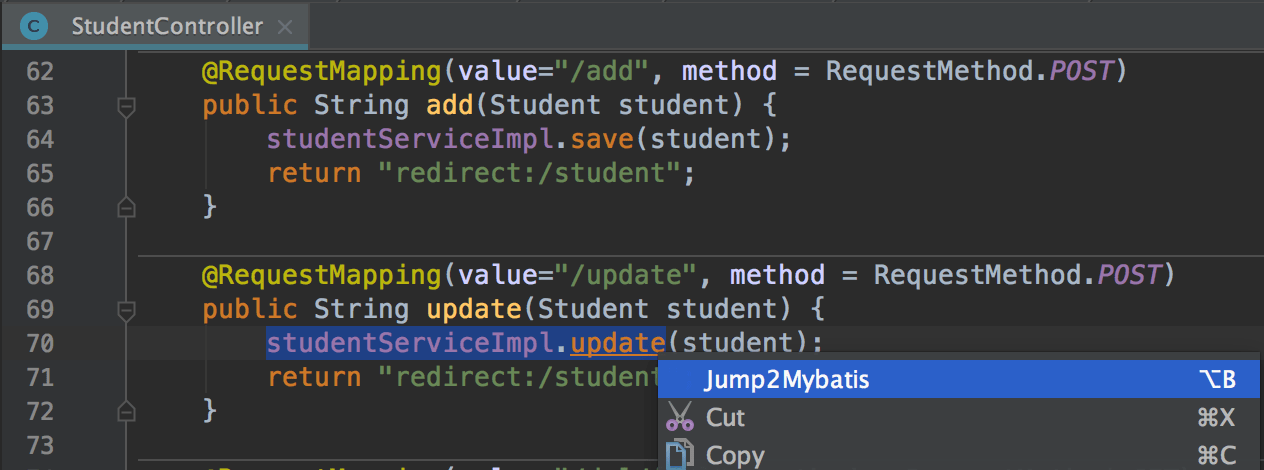 C StudentController ×
62 @RequestMapping(value="/add", method = RequestMethod.POST)
63 public String add(Student student) {
64 studentServiceImpl.save(student);
65 return "redirect:/student";
66 }
67
68 @RequestMapping(value="/update", method = RequestMethod.POST)
69 public String update(Student student) {
70 studentServiceImpl.update(student);
71 return "redirect:/student
Jump2Mybatis ⌥B
72 }
Cut ⌘X
73
Copy ⌘C